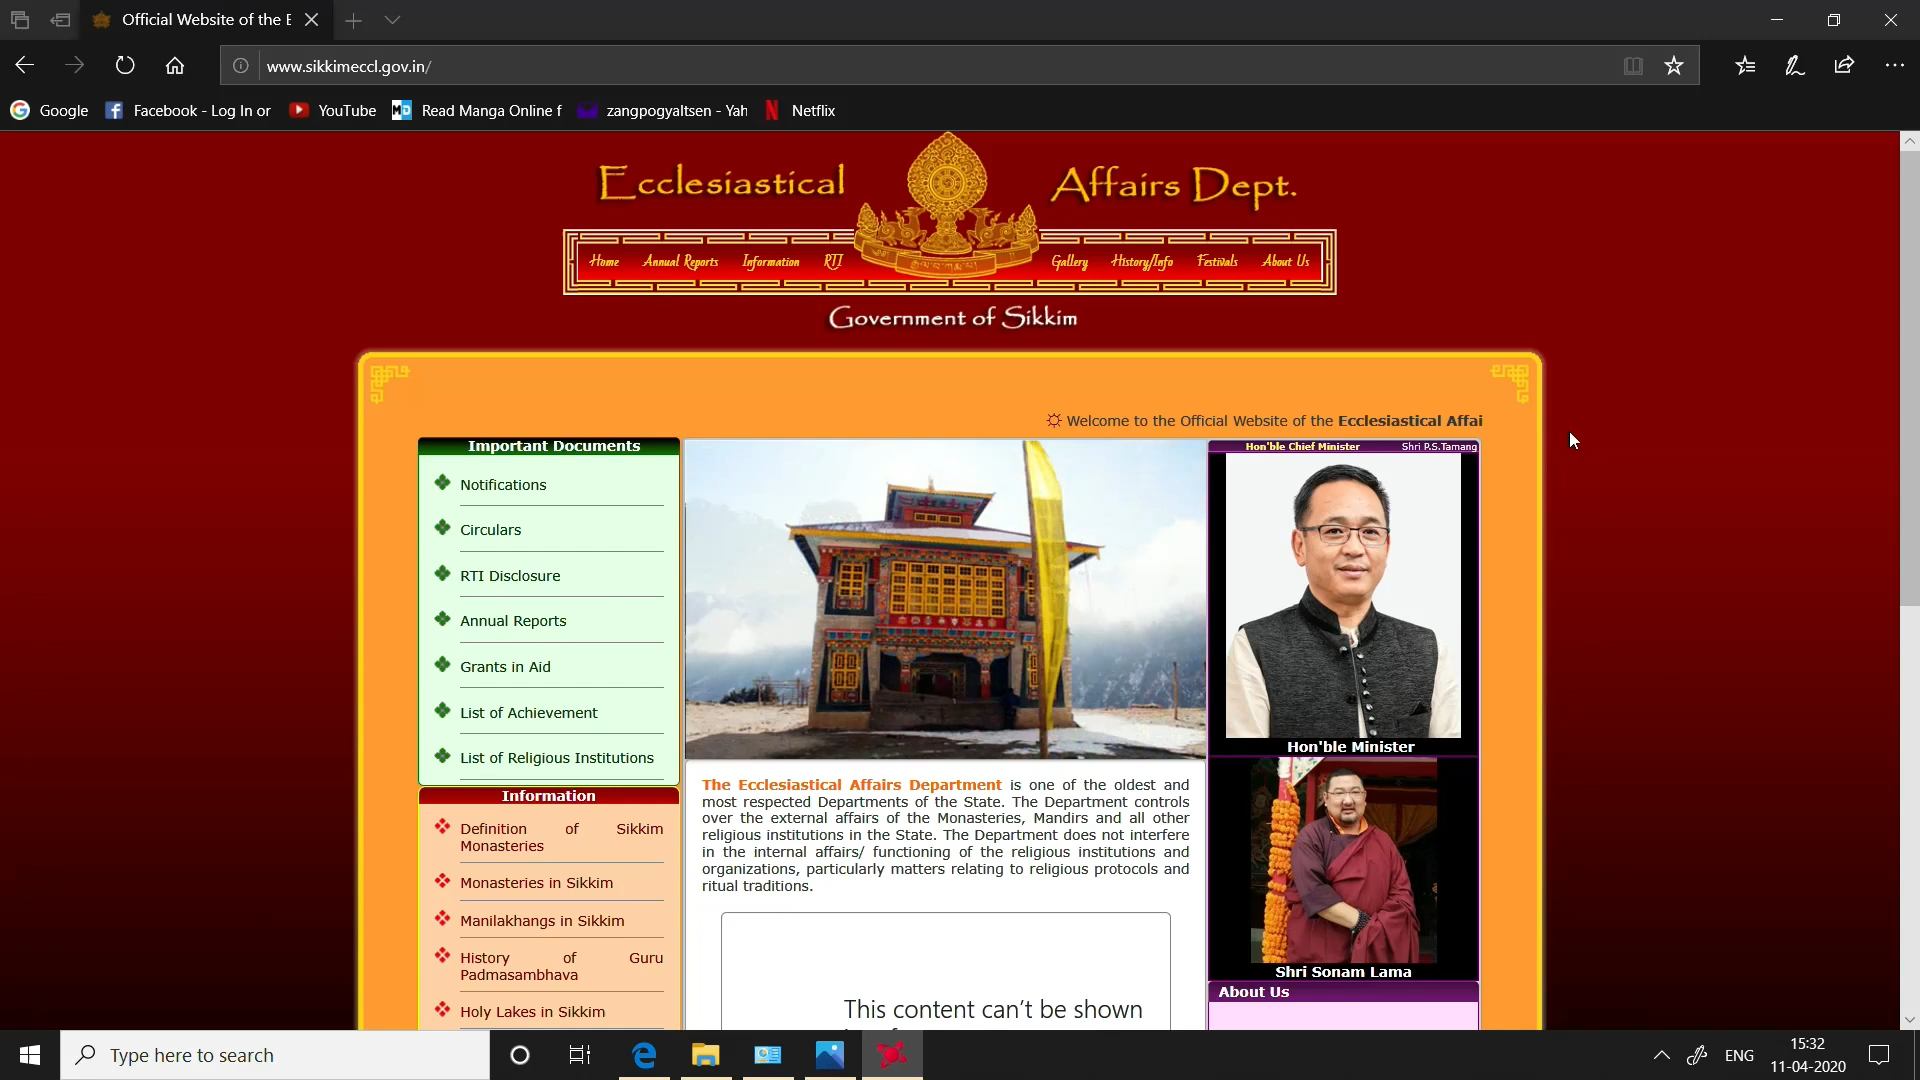 Official Website of the E
www.sikkimeccl.gov.in/
Google
Facebook - Log In or
YouTube
Read Manga Online f
zangpogyaltsen - Yah
Netflix
Ecclesiastical Affairs Dept.
Home Annual Reports Information RTI Gallery History/Info Festivals About Us
Government of Sikkim
Welcome to the Official Website of the Ecclesiastical Affai
Important Documents
Notifications
Circulars
RTI Disclosure
Annual Reports
Grants in Aid
List of Achievement
List of Religious Institutions
Information
Definition of Sikkim
Monasteries
Monasteries in Sikkim
Manilakhangs in Sikkim
History of Guru
Padmasambhava
Holy Lakes in Sikkim
The Ecclesiastical Affairs Department is one of the oldest and
most respected Departments of the State. The Department controls
over the external affairs of the Monasteries, Mandirs and all other
religious institutions in the State. The Department does not interfere
in the internal affairs/ functioning of the religious institutions and
organizations, particularly matters relating to religious protocols and
ritual traditions.
This content can't be shown
Hon'ble Chief Minister Shri P.S.Tamang
Hon'ble Minister
Shri Sonam Lama
About Us
Type here to search
ENG
15:32
11-04-2020